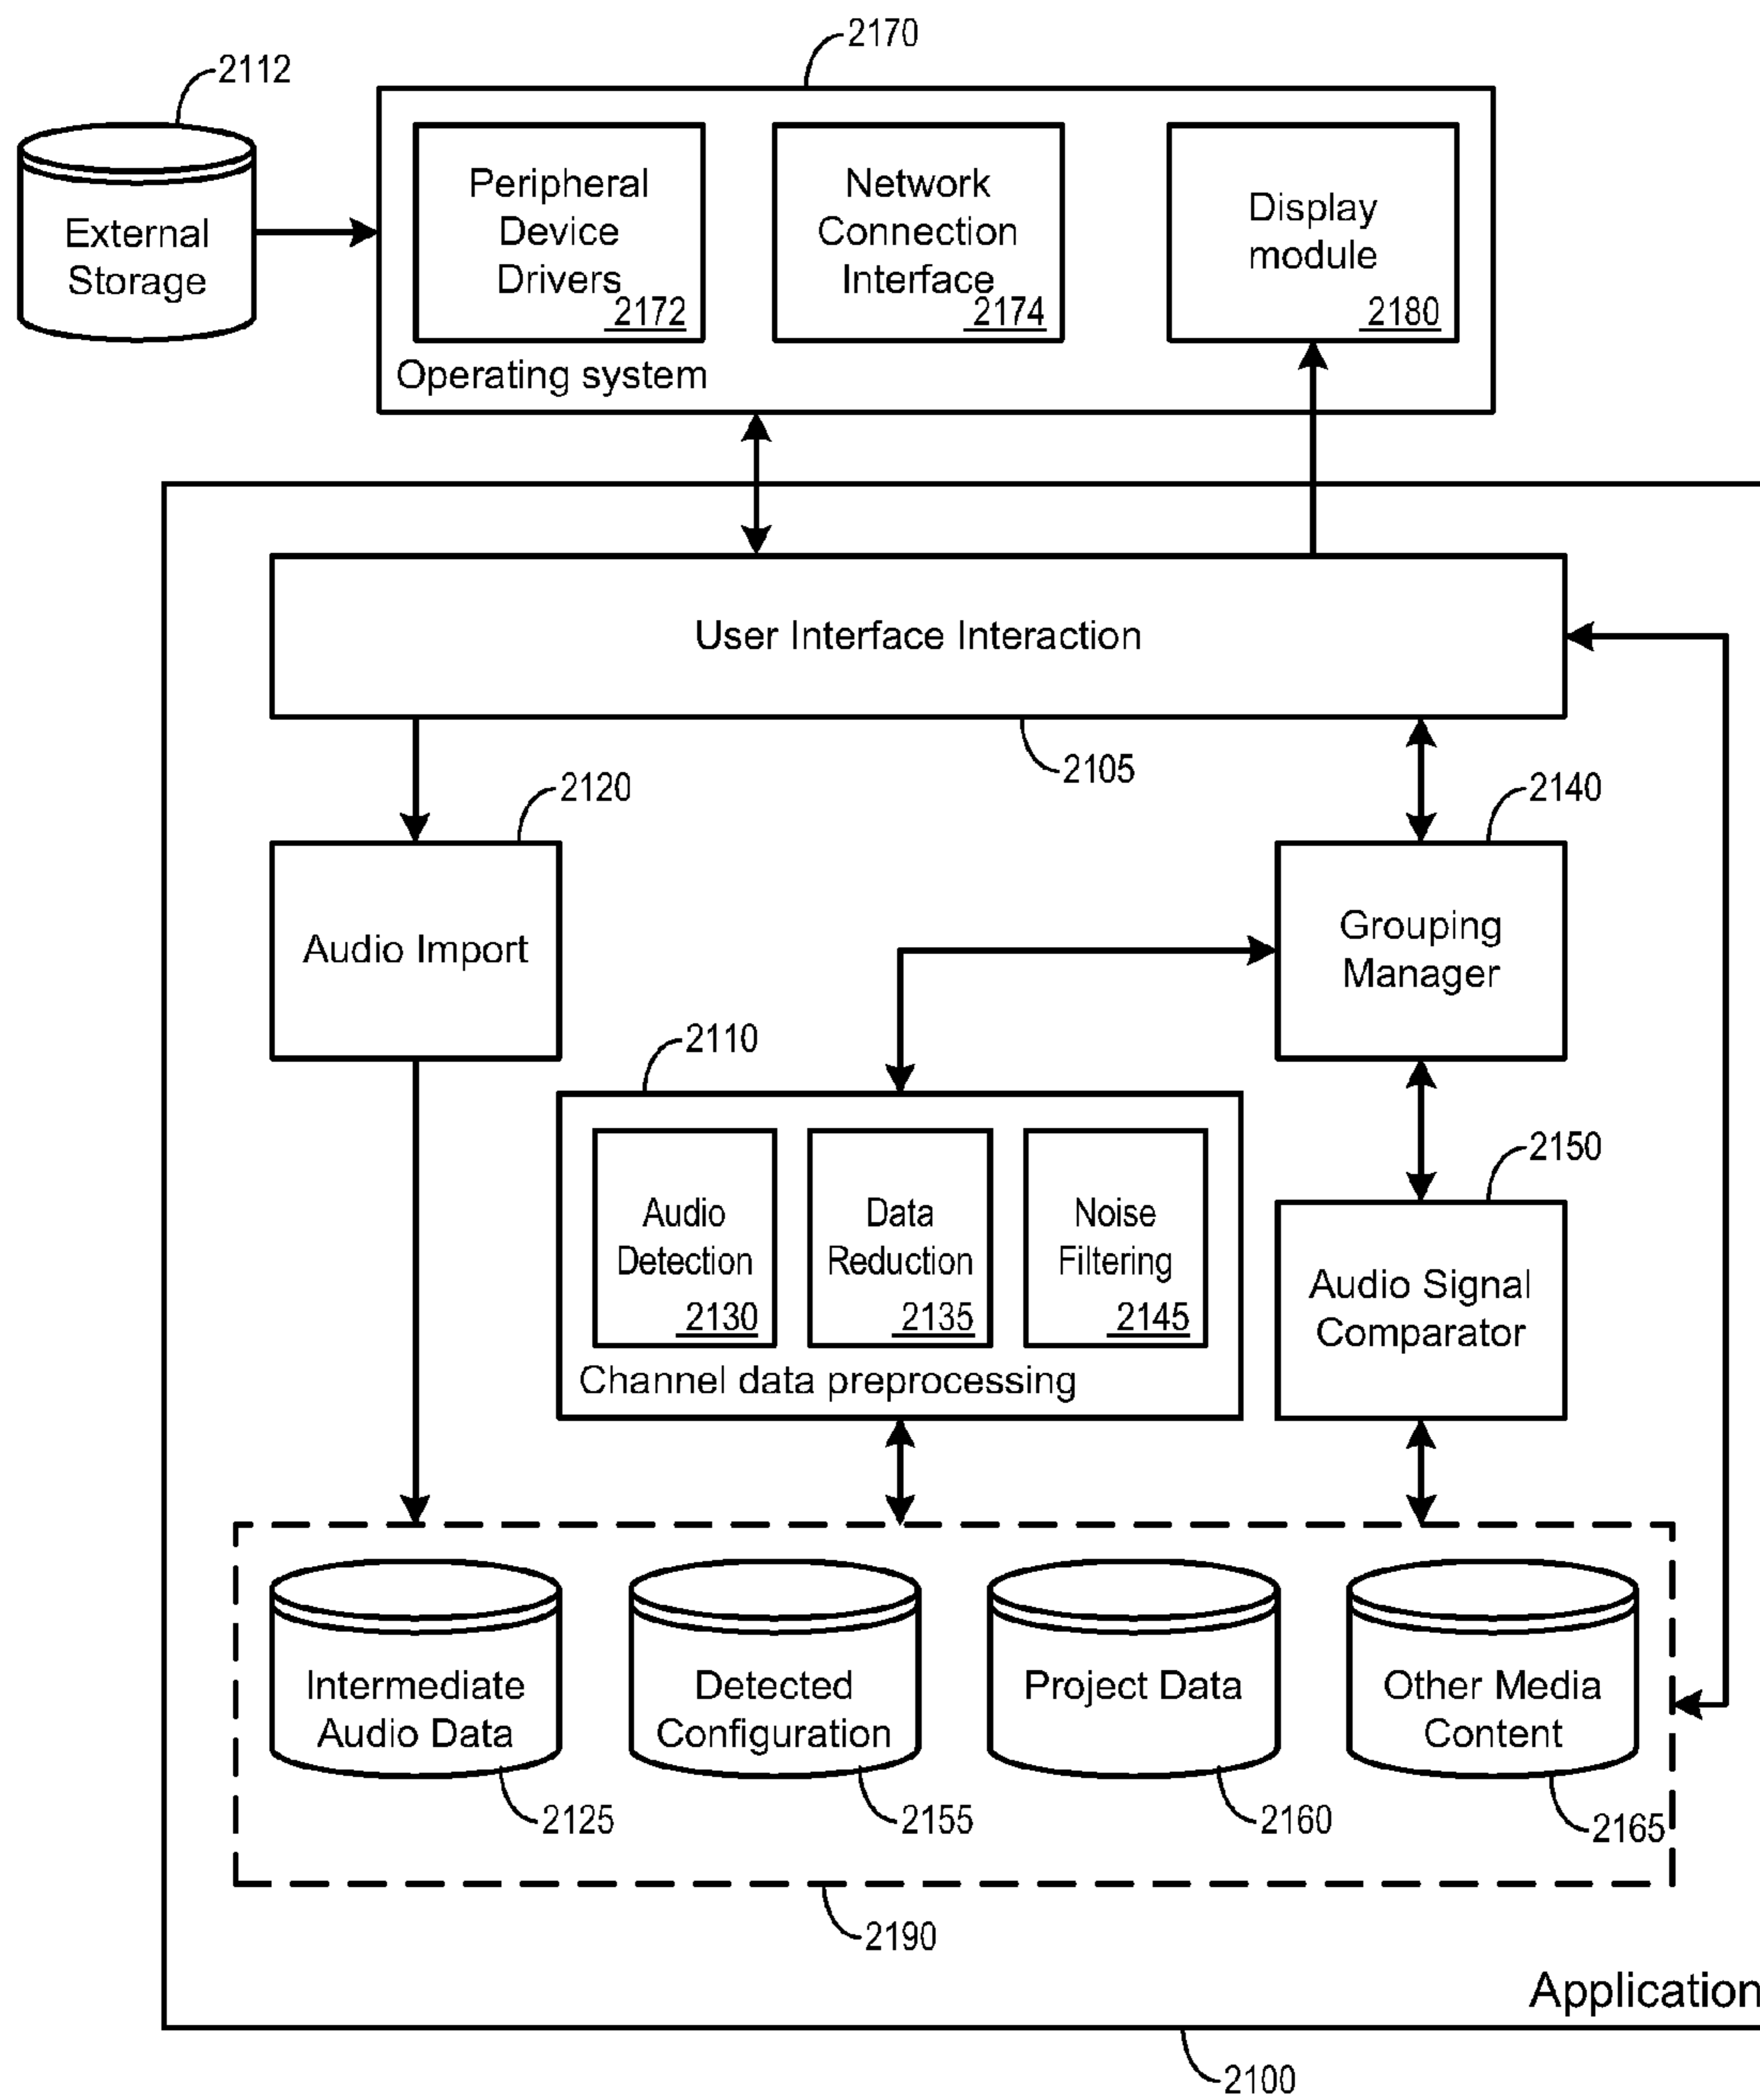 2170
2112
External
Storage
Peripheral
Device
Drivers
2172
Network
Connection
Interface
2174
Display
module
2180
Operating system
User Interface Interaction
2105
2120
2140
Audio Import
Grouping
Manager
2110
2150
Audio
Detection
2130
Data
Reduction
2135
Noise
Filtering
2145
Channel data preprocessing
Audio Signal
Comparator
Intermediate
Audio Data
2125
Detected
Configuration
2155
Project Data
2160
Other Media
Content
2165
2190
Application
2100